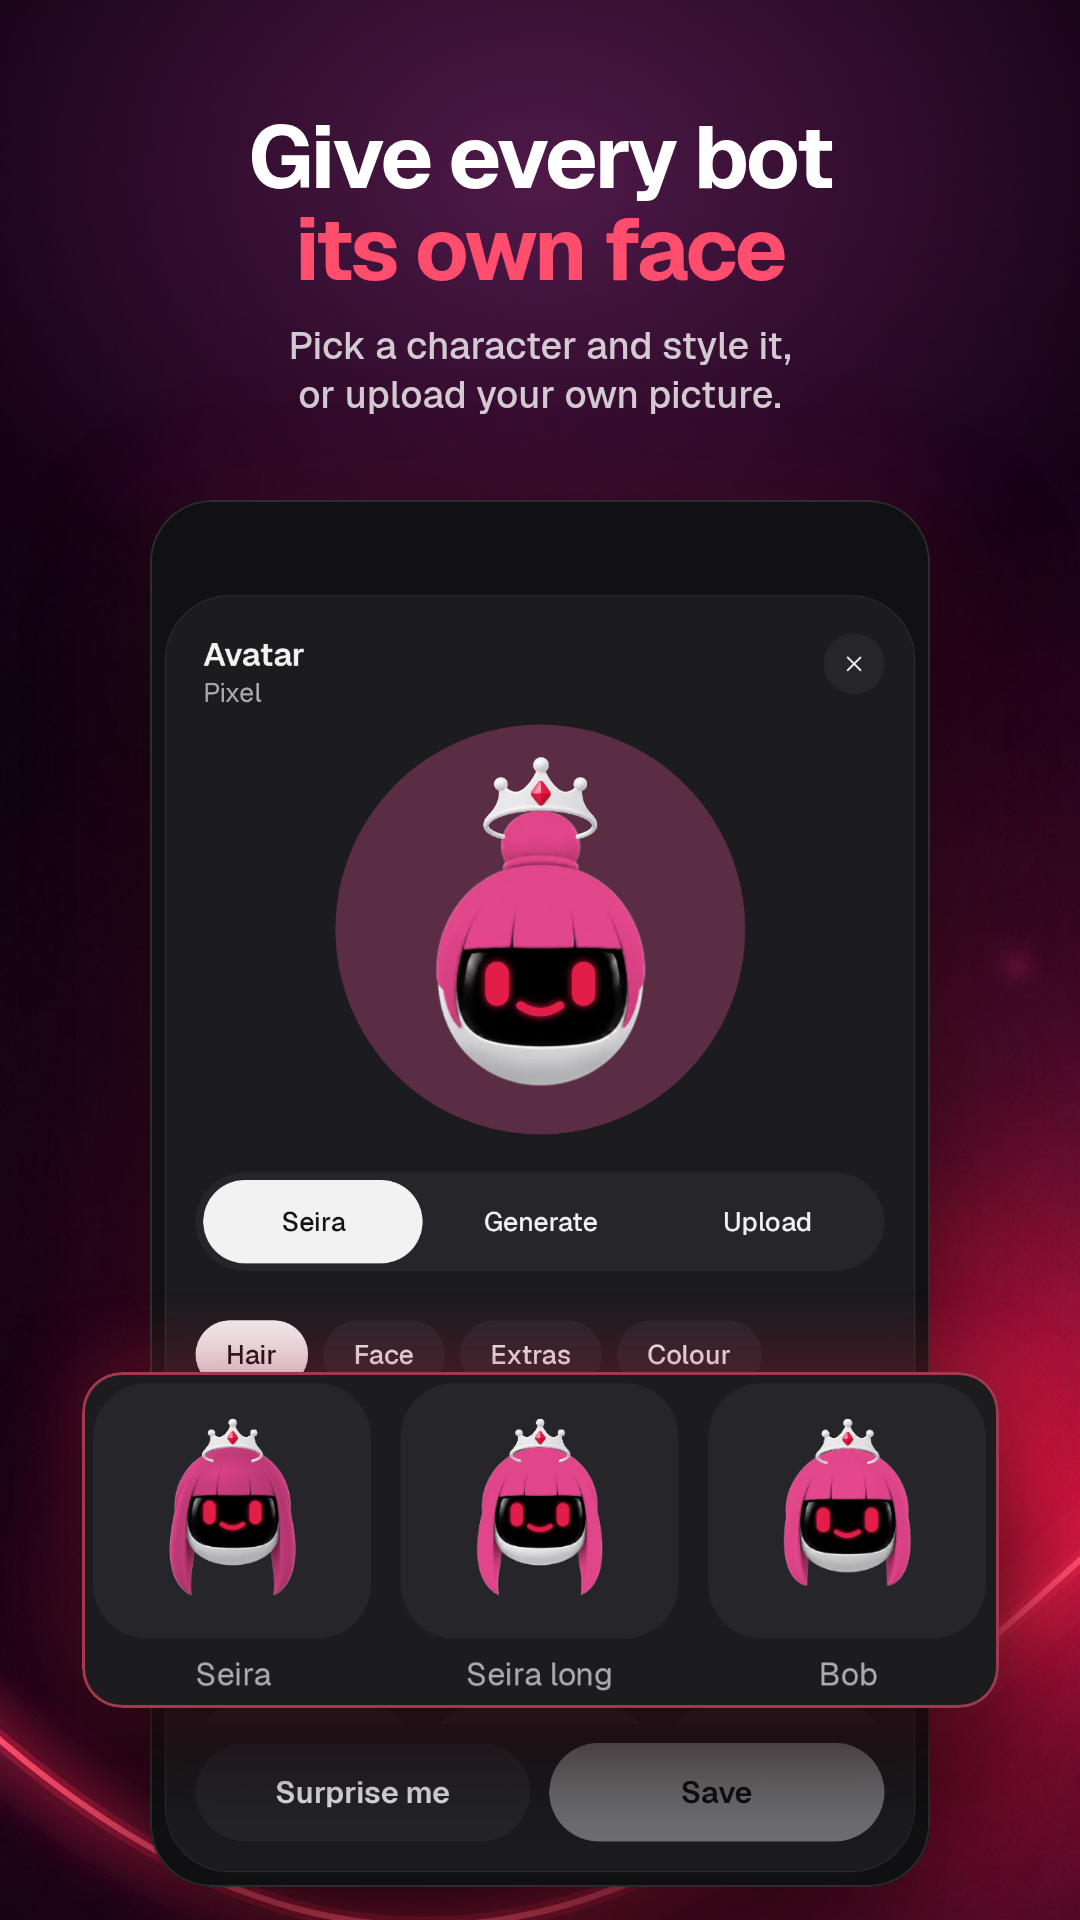 Give every bot
its own face
Pick a character and style it,
or upload your own picture.
Avatar
Pixel
Seira
Generate
Upload
Hair
Face
Extras
Colour
Seira
Seira long
Bob
Surprise me
Save